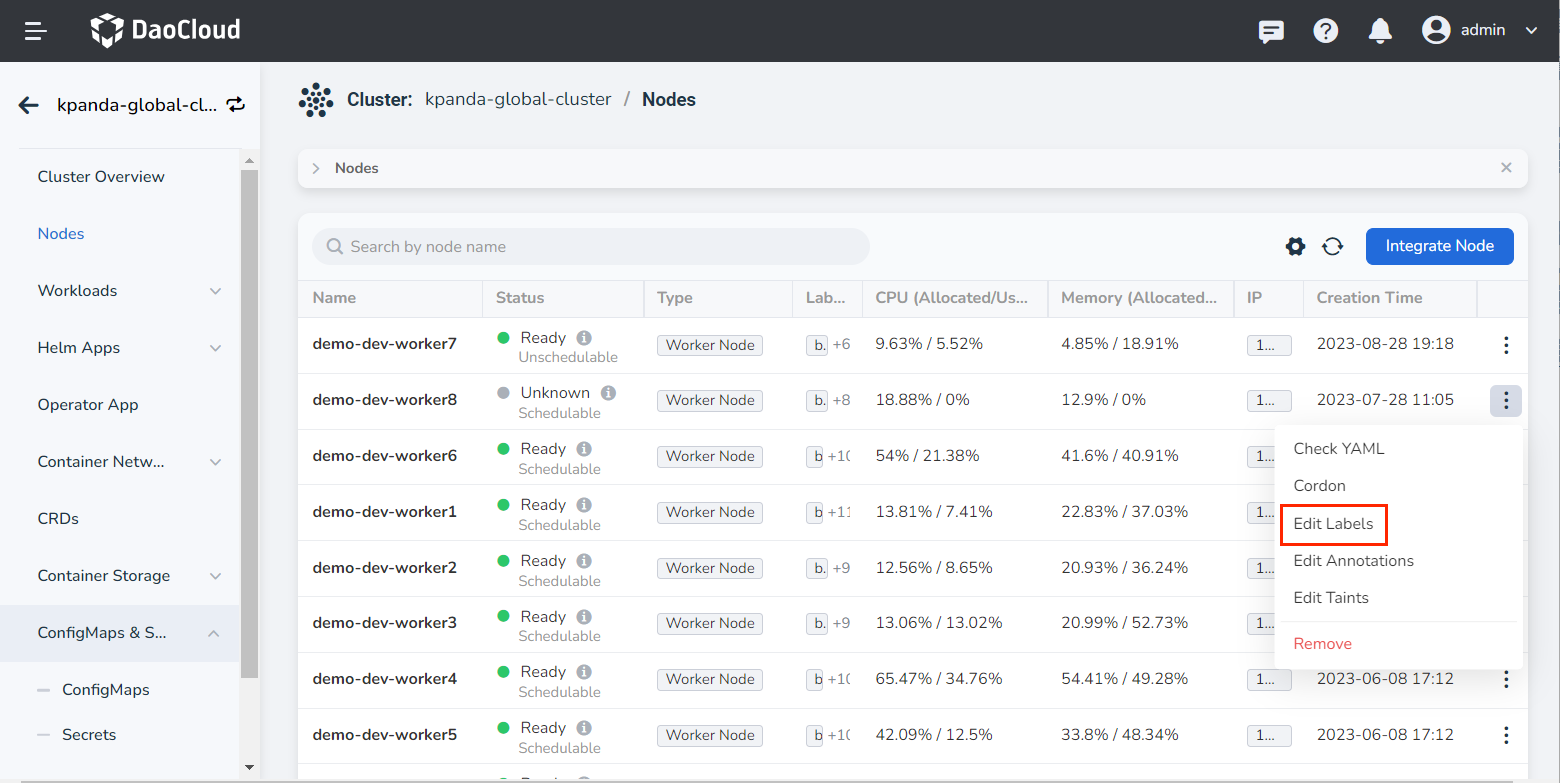 DaoCloud
admin
kpanda-global-cl...
Cluster: kpanda-global-cluster / Nodes
Cluster Overview
Nodes
Workloads
Helm Apps
Operator App
Container Netw...
CRDs
Container Storage
ConfigMaps & S...
ConfigMaps
Secrets
Nodes
Search by node name
Integrate Node
Name Status Type Lab... CPU (Allocated/Us... Memory (Allocated... IP Creation Time
demo-dev-worker7 Ready Unschedulable Worker Node b. +6 9.63% / 5.52% 4.85% / 18.91% 1... 2023-08-28 19:18
demo-dev-worker8 Unknown Schedulable Worker Node b. +8 18.88% / 0% 12.9% / 0% 1... 2023-07-28 11:05
demo-dev-worker6 Ready Schedulable Worker Node b +10 54% / 21.38% 41.6% / 40.91% 1...
demo-dev-worker1 Ready Schedulable Worker Node b +11 13.81% / 7.41% 22.83% / 37.03% 1...
demo-dev-worker2 Ready Schedulable Worker Node b. +9 12.56% / 8.65% 20.93% / 36.24% 1...
demo-dev-worker3 Ready Schedulable Worker Node b. +9 13.06% / 13.02% 20.99% / 52.73% 1...
demo-dev-worker4 Ready Schedulable Worker Node b +10 65.47% / 34.76% 54.41% / 49.28% 1... 2023-06-08 17:12
demo-dev-worker5 Ready Schedulable Worker Node b +10 42.09% / 12.5% 33.8% / 48.34% 1... 2023-06-08 17:12
Check YAML
Cordon
Edit Labels
Edit Annotations
Edit Taints
Remove